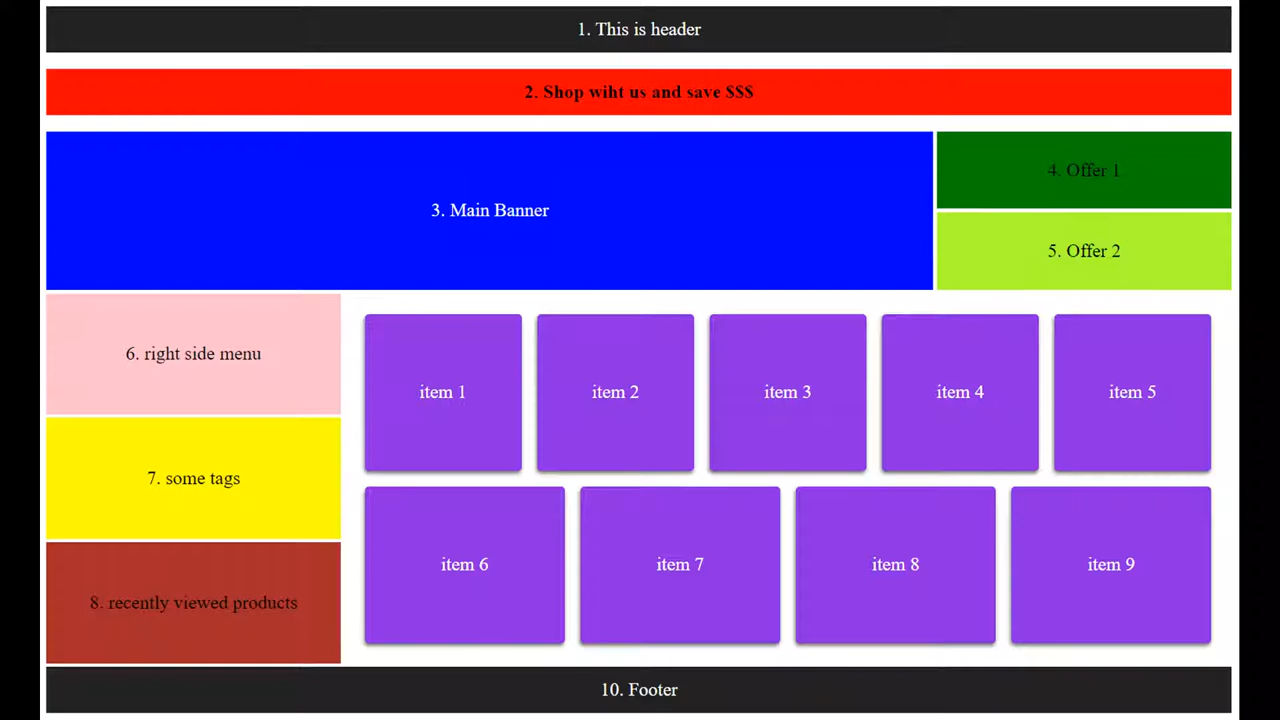 1. This is header
2. Shop wiht us and save $$$
3. Main Banner
4. Offer 1
5. Offer 2
6. right side menu
7. some tags
8. recently viewed products
item 1
item 2
item 3
item 4
item 5
item 6
item 7
item 8
item 9
10. Footer